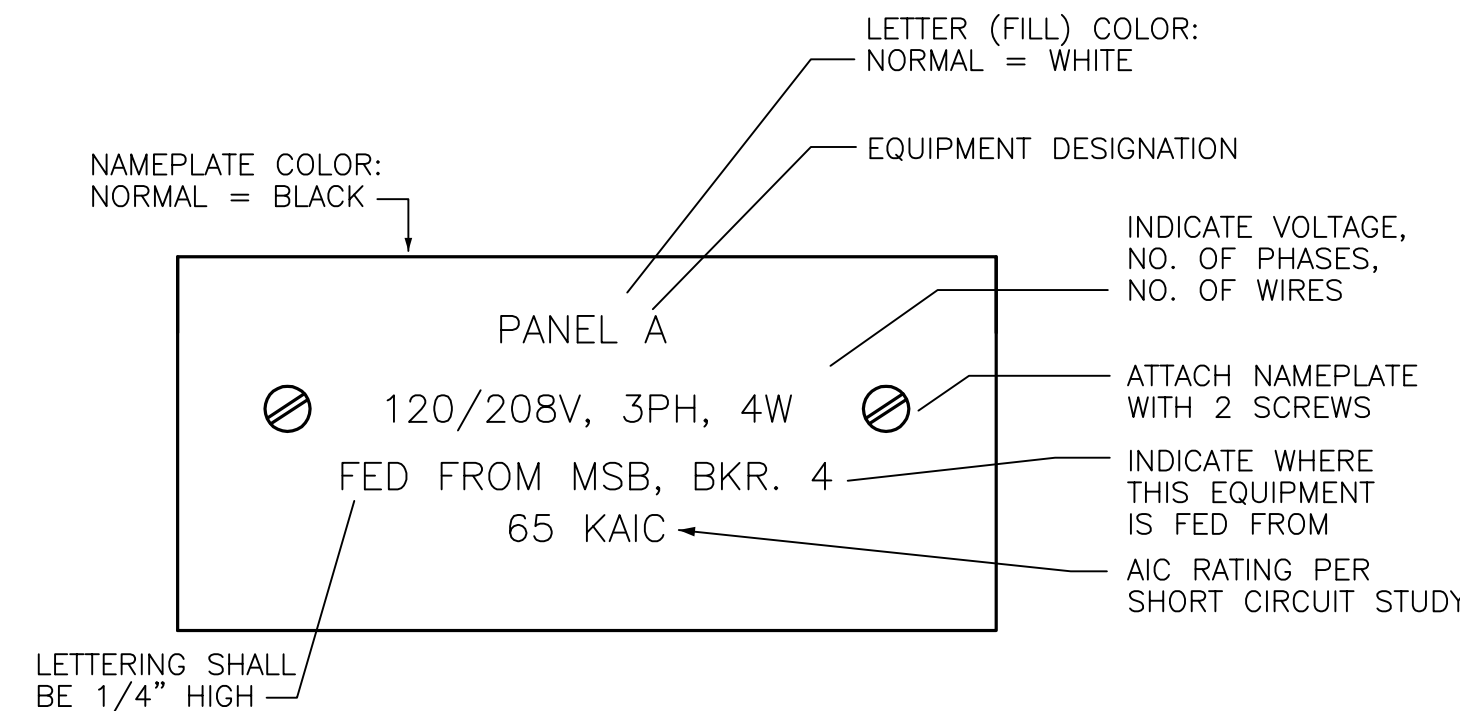 LETTER (FILL) COLOR:
NORMAL = WHITE
EQUIPMENT DESIGNATION
NAMEPLATE COLOR:
NORMAL = BLACK
INDICATE VOLTAGE,
NO. OF PHASES,
NO. OF WIRES
PANEL A
120/208V, 3PH, 4W
ATTACH NAMEPLATE
WITH 2 SCREWS
FED FROM MSB, BKR. 4
INDICATE WHERE
THIS EQUIPMENT
IS FED FROM
65 KAIC
AIC RATING PER
SHORT CIRCUIT STUDY
LETTERING SHALL
BE 1/4" HIGH